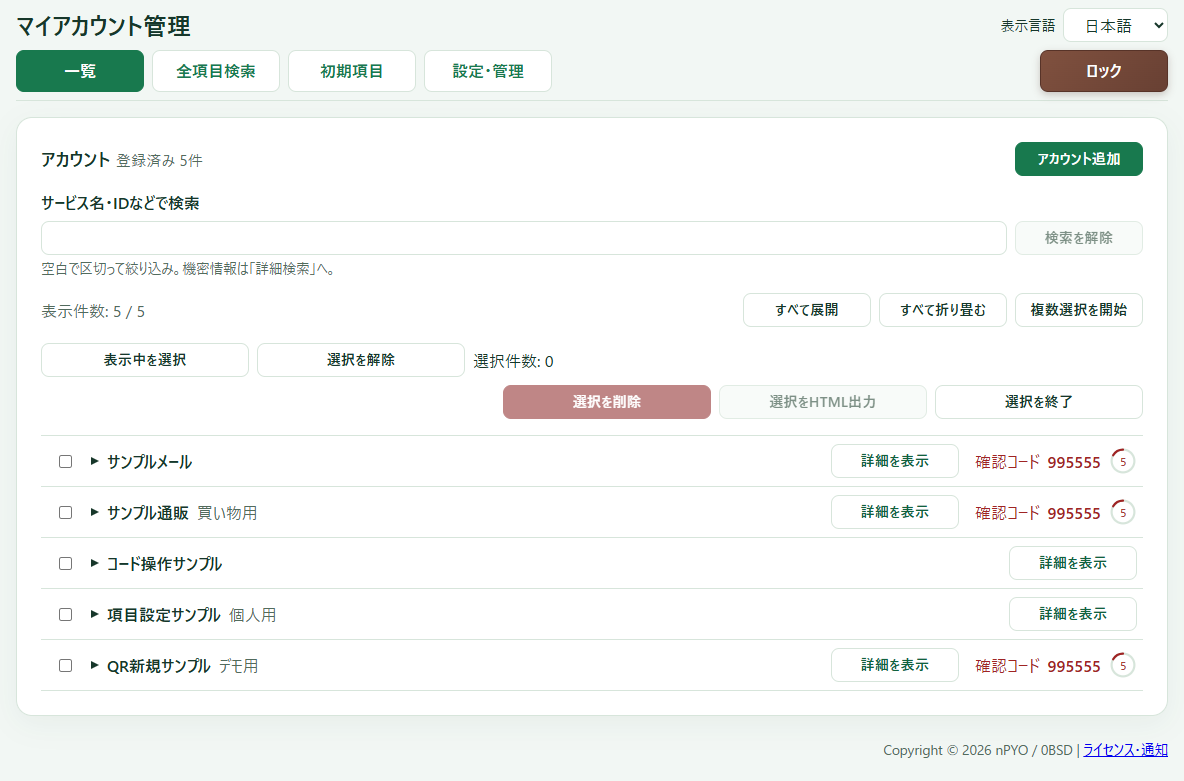 マイアカウント管理 表示言語 日本語
一覧 全項目検索 初期項目 設定・管理 ロック
アカウント 登録済み 5件 アカウント追加
サービス名・IDなどで検索
検索を解除
空白で区切って絞り込み。機密情報は「詳細検索」へ。
表示件数: 5 / 5 すべて展開 すべて折り畳む 複数選択を開始
表示中を選択 選択を解除 選択件数: 0
選択を削除 選択をHTML出力 選択を終了
▶ サンプルメール 詳細を表示 確認コード 995555 5
▶ サンプル通販 買い物用 詳細を表示 確認コード 995555 5
▶ コード操作サンプル 詳細を表示
▶ 項目設定サンプル 個人用 詳細を表示
▶ QR新規サンプル デモ用 詳細を表示 確認コード 995555 5
Copyright © 2026 nPYO / 0BSD | ライセンス・通知